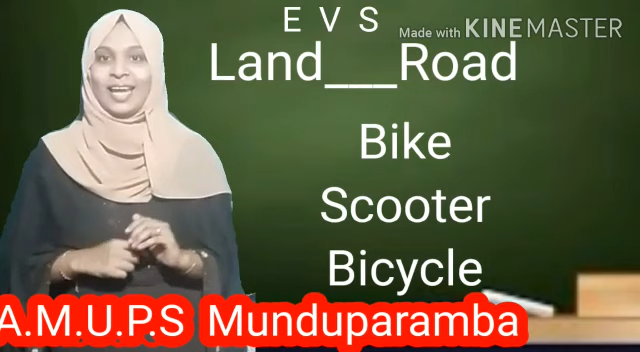 E V S
Made with KINEMASTER
Land___Road
Bike
Scooter
Bicycle
A.M.U.P.S Munduparamba